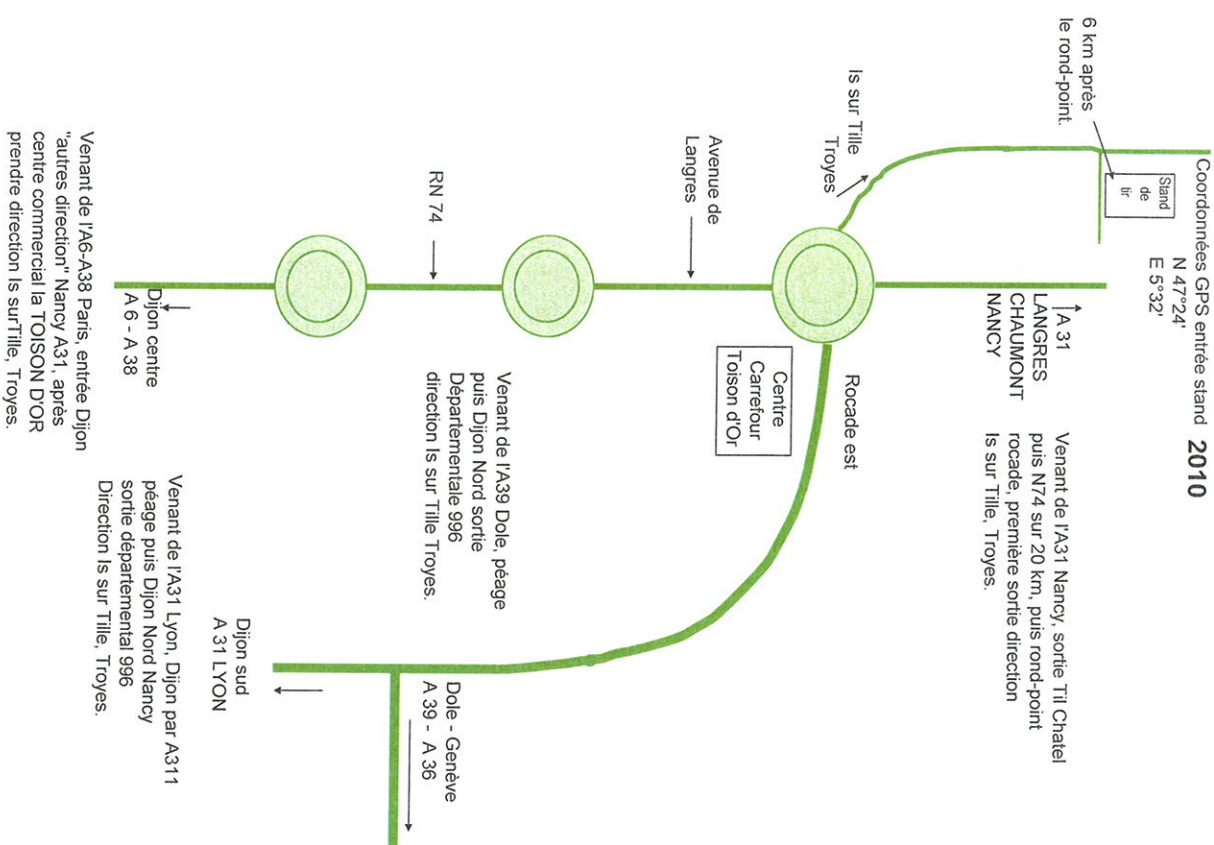 Coordonnées GPS entrée stand 2010
N 47°24'
E 5°32'
6 km après
le rond-point.
Stand
de
tir
A 31
LANGRES
CHAUMONT
NANCY
Venant de l'A31 Nancy, sortie Til Chatel
puis N74 sur 20 km, puis rond-point
rocade, première sortie direction
Is sur Tille, Troyes.
Is sur Tille
Troyes
Rocade est
Centre
Carrefour
Toison d'Or
Avenue de
Langres
Venant de l'A39 Dole, péage
puis Dijon Nord sortie
Départementale 996
direction Is sur Tille Troyes.
RN 74
Dole - Genève
A 39 - A 36
Dijon sud
A 31 LYON
Dijon centre
A 6 - A 38
Venant de l'A31 Lyon, Dijon par A311
péage puis Dijon Nord Nancy
sortie départemental 996
Direction Is sur Tille, Troyes.
Venant de l'A6-A38 Paris, entrée Dijon
"autres direction" Nancy A31, après
centre commercial la TOISON D'OR
prendre direction Is surTille, Troyes.